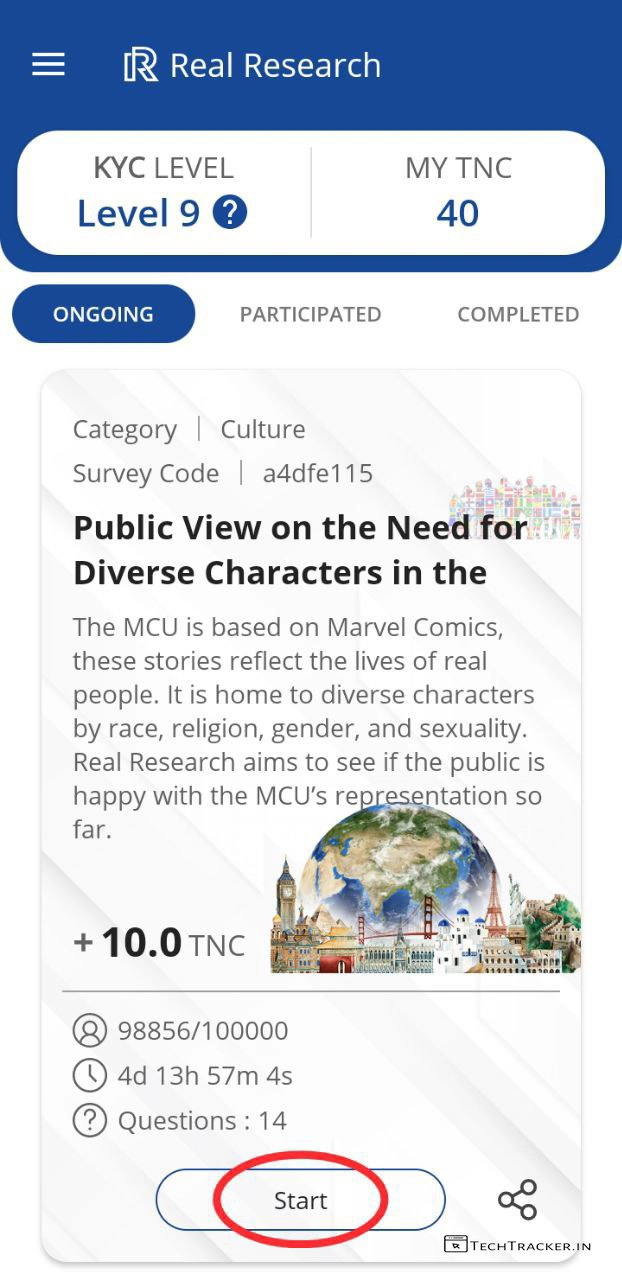 Real Research
KYC LEVEL
Level 9 ?
MY TNC
40
ONGOING
PARTICIPATED
COMPLETED
Category | Culture
Survey Code | a4dfe115
Public View on the Need for
Diverse Characters in the
The MCU is based on Marvel Comics,
these stories reflect the lives of real
people. It is home to diverse characters
by race, religion, gender, and sexuality.
Real Research aims to see if the public is
happy with the MCU’s representation so
far.
+ 10.0 TNC
98856/100000
4d 13h 57m 4s
? Questions : 14
Start
TECHTRACKER.IN